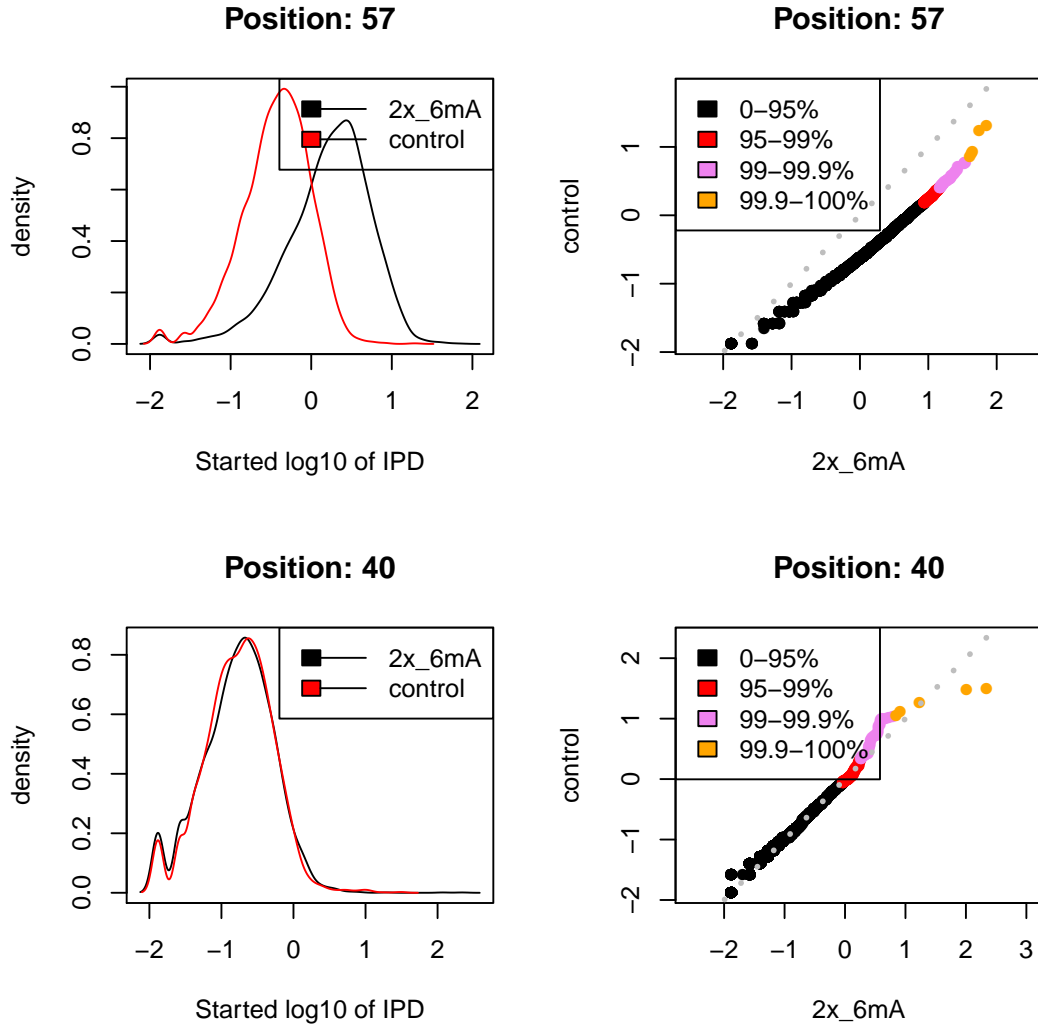 Position: 57
density
0.0
0.4
0.8
2x_6mA
control
−2
−1
0
1
2
Started log10 of IPD
Position: 57
control
−2
−1
0
1
0−95%
95−99%
99−99.9%
99.9−100%
−2
−1
0
1
2
2x_6mA
Position: 40
density
0.0
0.2
0.4
0.6
0.8
2x_6mA
control
−2
−1
0
1
2
Started log10 of IPD
Position: 40
control
−2
−1
0
1
2
0−95%
95−99%
99−99.9%
99.9−100%
−2
−1
0
1
2
3
2x_6mA